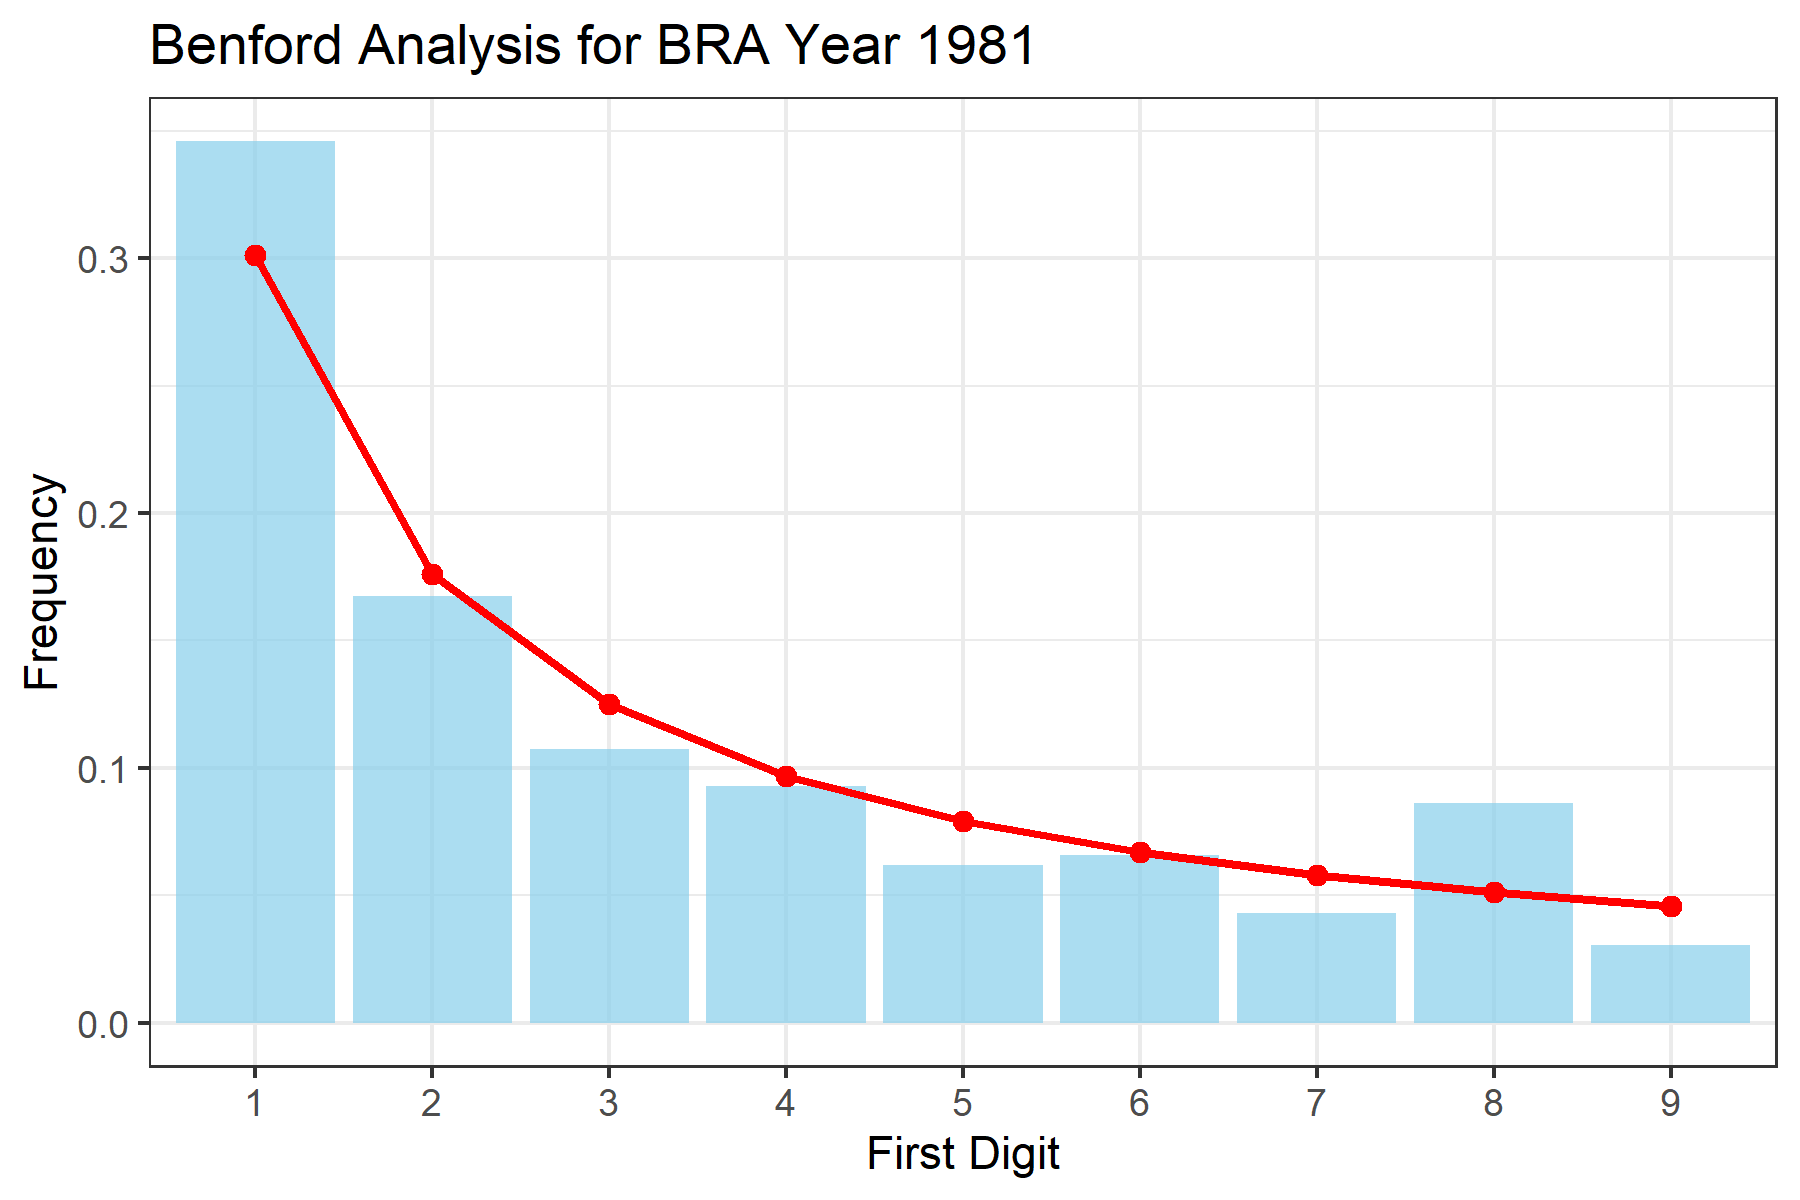 Benford Analysis for BRA Year 1981
Frequency
0.3
0.2
0.1
0.0
1 2 3 4 5 6 7 8 9
First Digit